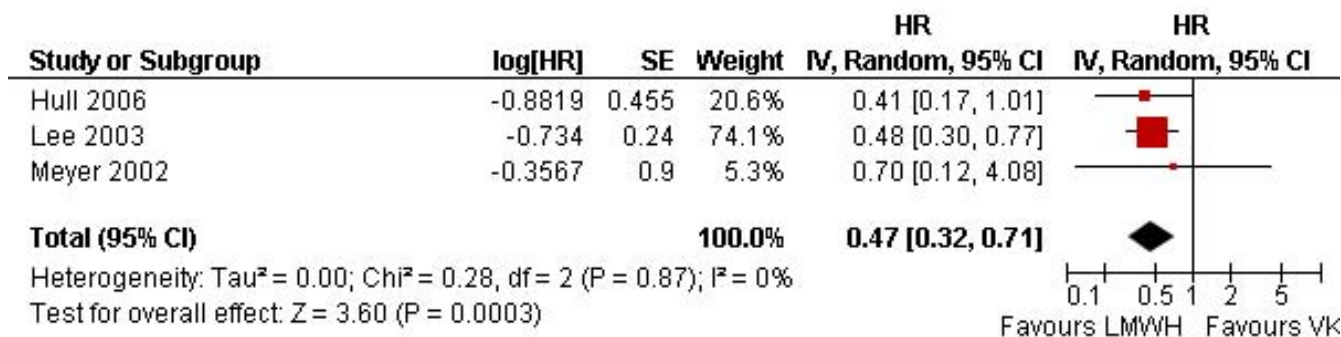 HR HR
Study or Subgroup log[HR] SE Weight IV, Random, 95% CI IV, Random, 95% CI
Hull 2006 -0.8819 0.455 20.6% 0.41 [0.17, 1.01]
Lee 2003 -0.734 0.24 74.1% 0.48 [0.30, 0.77]
Meyer 2002 -0.3567 0.9 5.3% 0.70 [0.12, 4.08]
Total (95% CI) 100.0% 0.47 [0.32, 0.71]
Heterogeneity: Tau² = 0.00; Chi² = 0.28, df = 2 (P = 0.87); I² = 0%
Test for overall effect: Z = 3.60 (P = 0.0003)
0.1 0.5 1 2 5
Favours LMWH Favours VK